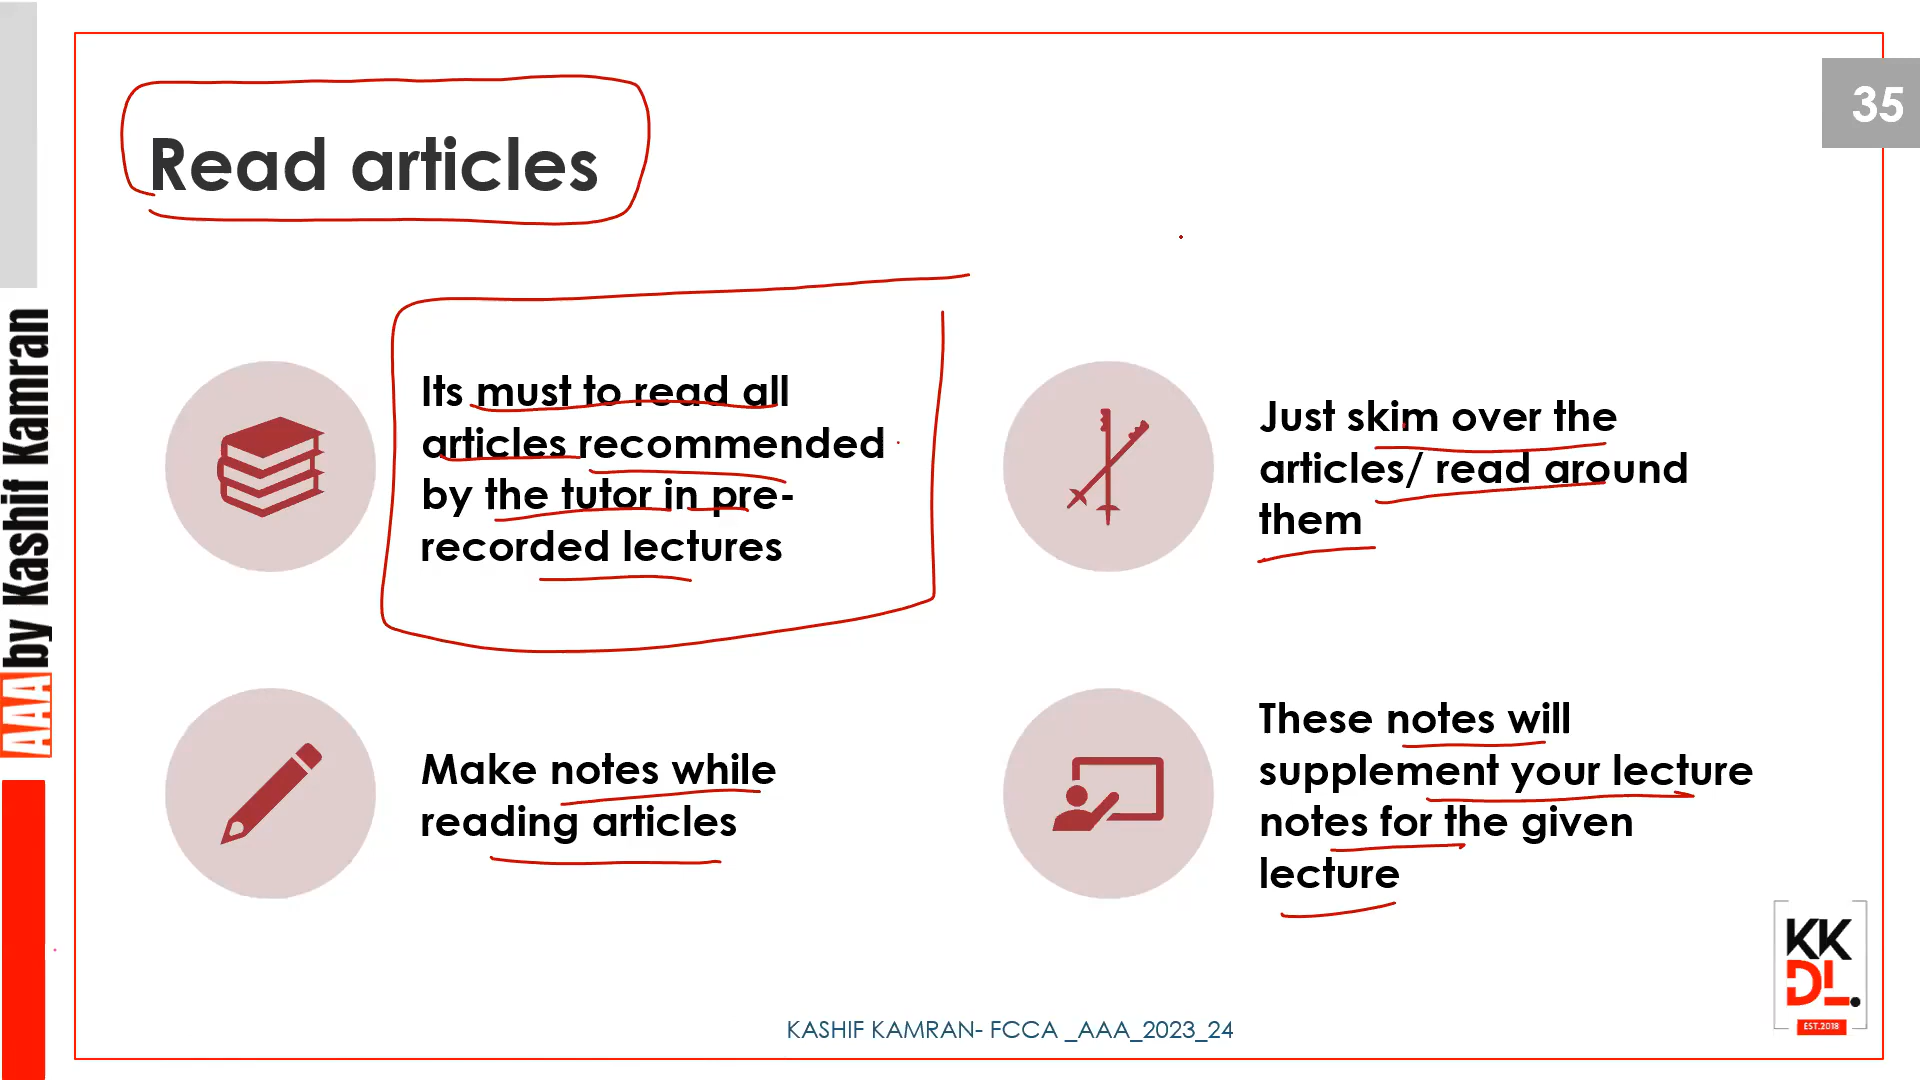 35
Read articles
Its must to read all
articles recommended
by the tutor in pre-
recorded lectures
Just skim over the
articles/ read around
them
Make notes while
reading articles
These notes will
supplement your lecture
notes for the given
lecture
AAA by Kashif Kamran
KASHIF KAMRAN- FCCA _AAA_2023_24
KK
DL.
EST.2018